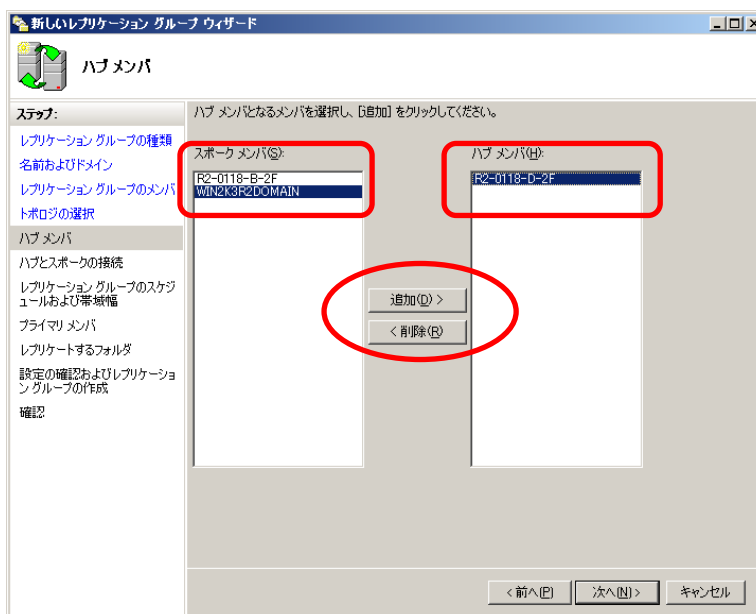 新しいレプリケーション グループ ウィザード
ハブ メンバ
ステップ:
レプリケーション グループの種類
名前およびドメイン
レプリケーション グループのメンバ
トポロジの選択
ハブ メンバ
ハブとスポークの接続
レプリケーション グループのスケジ
ュールおよび帯域幅
プライマリ メンバ
レプリケートするフォルダ
設定の確認およびレプリケーショ
ン グループの作成
確認
ハブ メンバとなるメンバを選択し、[追加] をクリックしてください。
スポーク メンバ(S):
R2-0118-B-2F
WIN2K3R2DOMAIN
追加(D) >
< 削除(R)
ハブ メンバ(H):
R2-0118-D-2F
< 前へ(P)
次へ(N) >
キャンセル